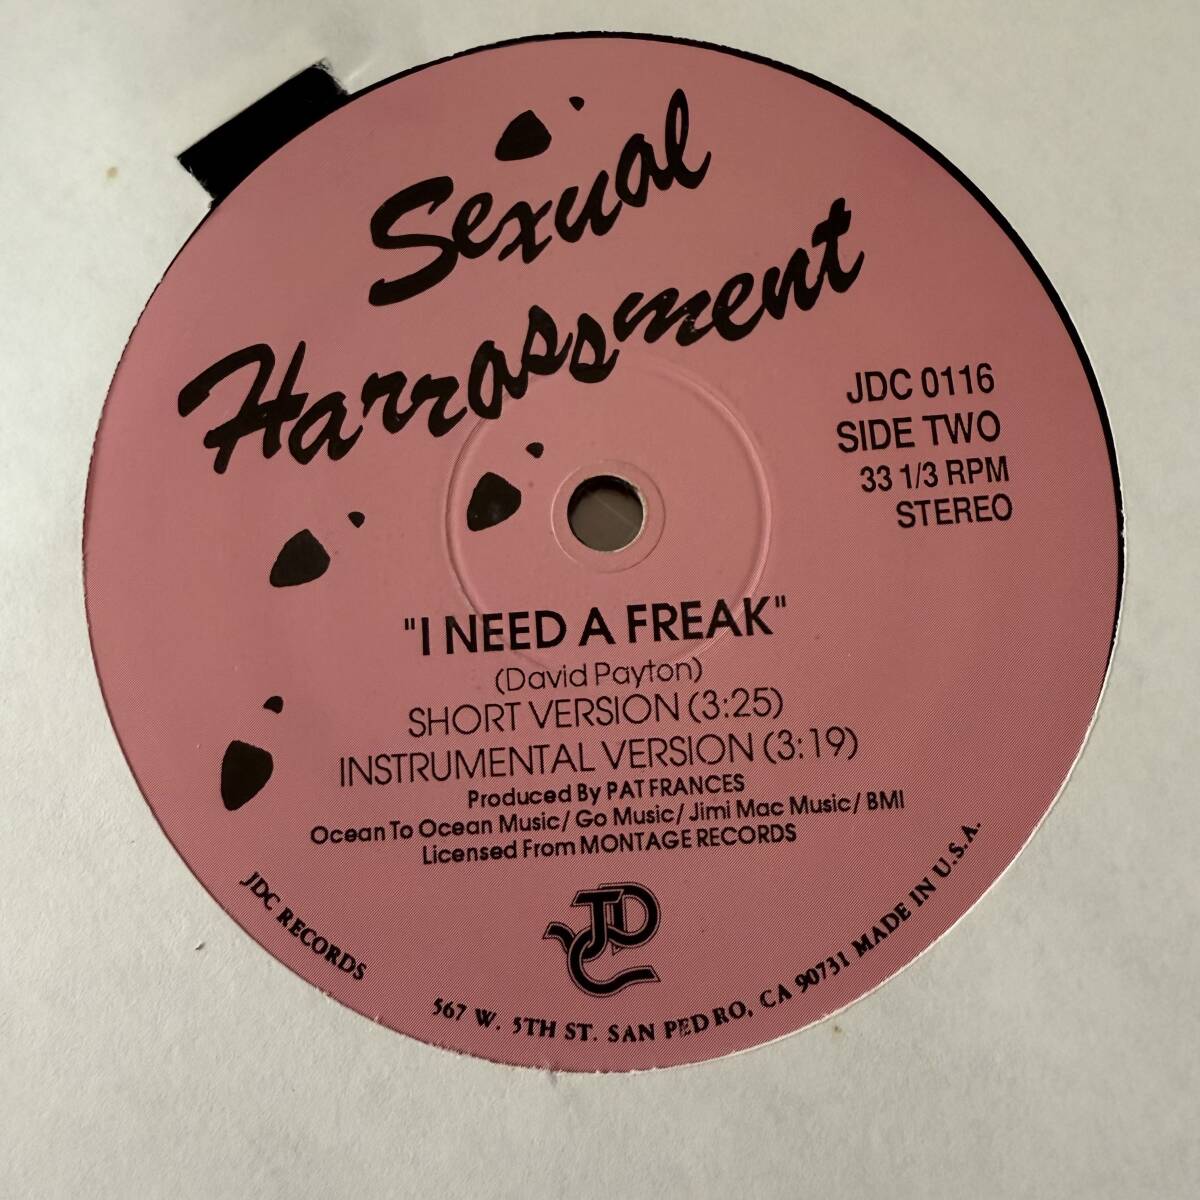 Sexual
Harrassment
JDC 0116
SIDE TWO
33 1/3 RPM
STEREO
"I NEED A FREAK"
(David Payton)
SHORT VERSION (3:25)
INSTRUMENTAL VERSION (3:19)
Produced By PAT FRANCES
Ocean To Ocean Music/ Go Music/ Jimi Mac Music/ BMI
Licensed From MONTAGE RECORDS
JDC
JDC RECORDS 567 W. 5TH ST. SAN PEDRO, CA 90731 MADE IN U.S.A.